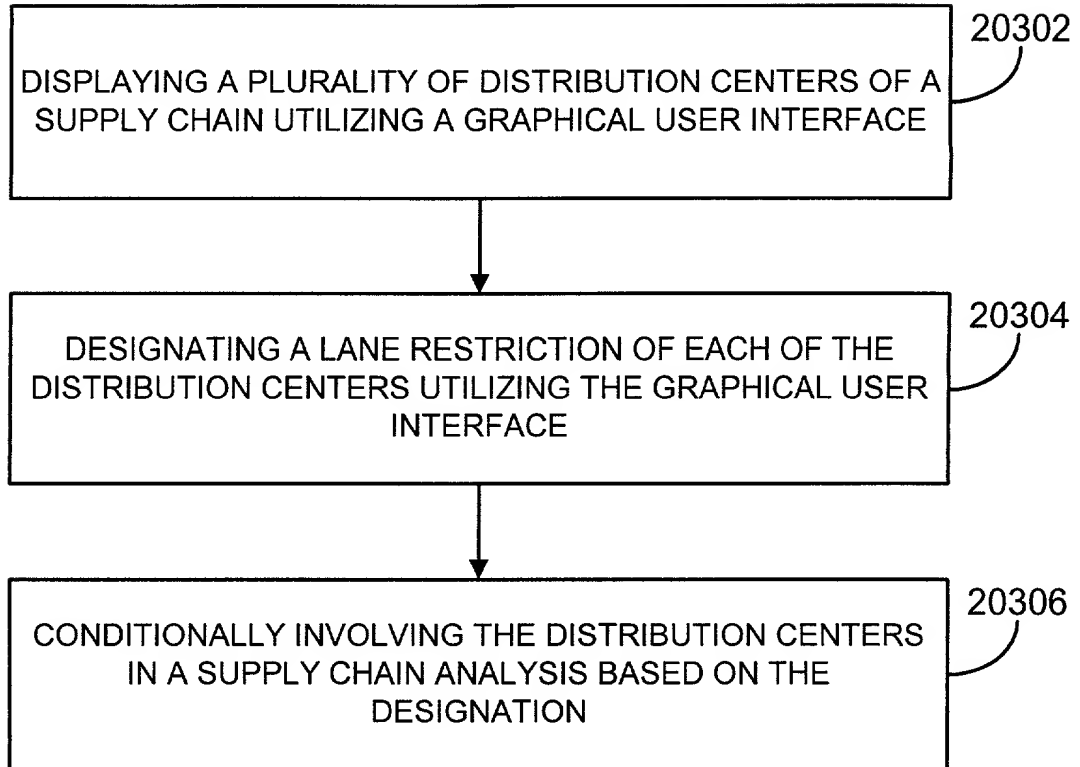 20302
DISPLAYING A PLURALITY OF DISTRIBUTION CENTERS OF A
SUPPLY CHAIN UTILIZING A GRAPHICAL USER INTERFACE
20304
DESIGNATING A LANE RESTRICTION OF EACH OF THE
DISTRIBUTION CENTERS UTILIZING THE GRAPHICAL USER
INTERFACE
20306
CONDITIONALLY INVOLVING THE DISTRIBUTION CENTERS
IN A SUPPLY CHAIN ANALYSIS BASED ON THE
DESIGNATION